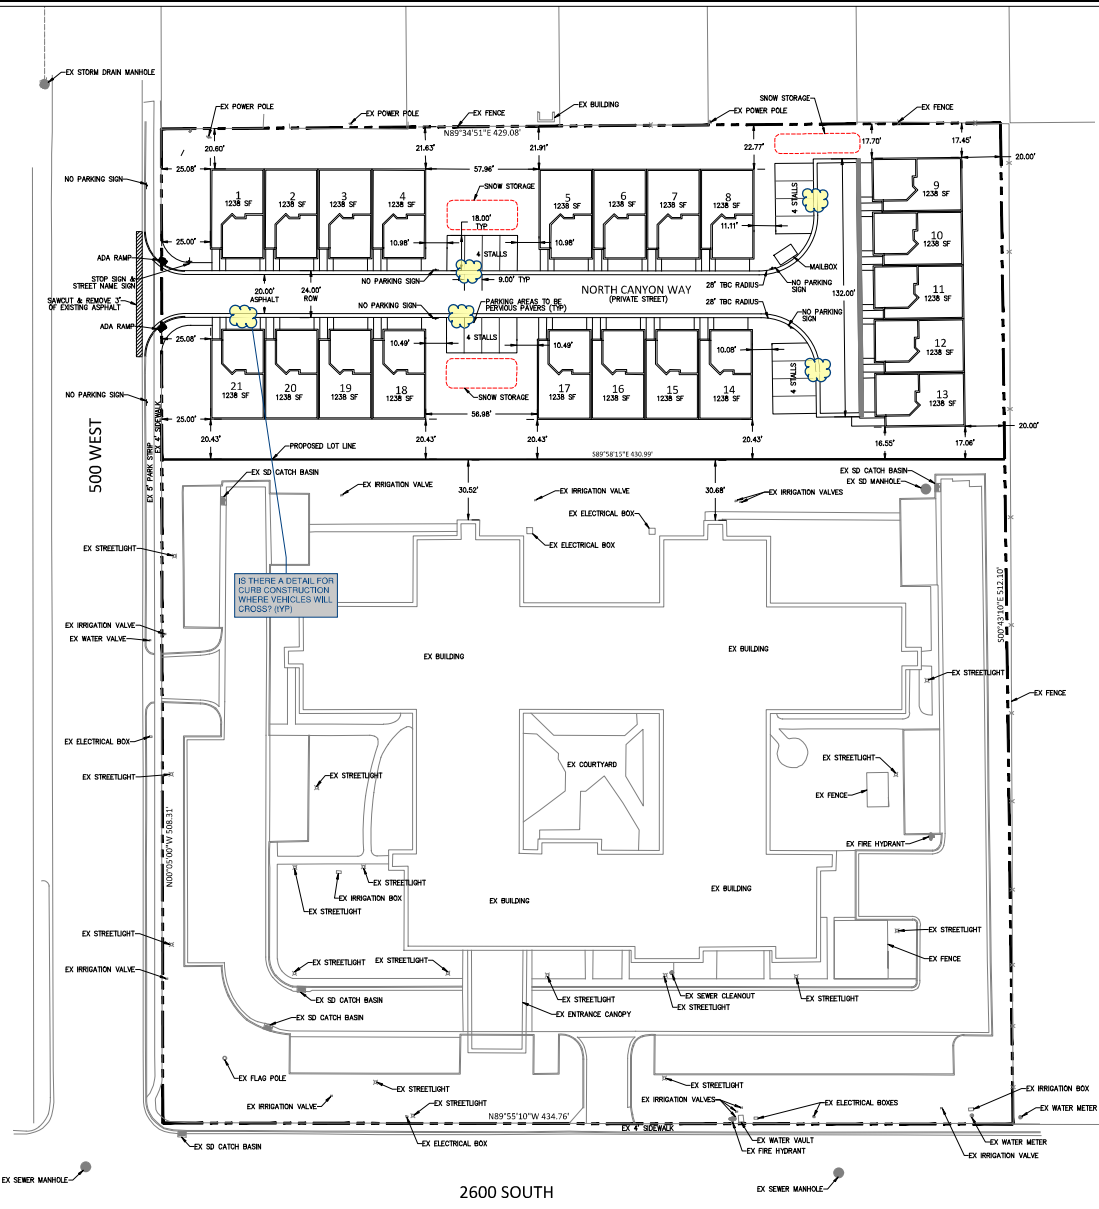 EX STORM DRAIN MANHOLE
EX POWER POLE
EX POWER POLE
EX FENCE
EX BUILDING
SNOW STORAGE
EX POWER POLE
EX FENCE
N89°34'51"E 429.08'
20.60'
21.63'
21.91'
22.77'
17.70'
17.45'
20.00'
25.08'
57.96'
NO PARKING SIGN
SNOW STORAGE
1
1238 SF
2
1238 SF
3
1238 SF
4
1238 SF
5
1238 SF
6
1238 SF
7
1238 SF
8
1238 SF
9
1238 SF
4 STALLS
18.00'
TYP
11.11'
10
1238 SF
25.00'
10.98'
10.98'
4 STALLS
ADA RAMP
MAILBOX
STOP SIGN &
STREET NAME SIGN
NO PARKING SIGN
9.00' TYP
28' TBC RADIUS
NO PARKING
SIGN
20.00'
ASPHALT
24.00'
ROW
NORTH CANYON WAY
(PRIVATE STREET)
132.00'
11
1238 SF
SAWCUT & REMOVE 3'
OF EXISTING ASPHALT
NO PARKING SIGN
PARKING AREAS TO BE
PERVIOUS PAVERS (TYP)
28' TBC RADIUS
NO PARKING
SIGN
ADA RAMP
25.08'
10.49'
4 STALLS
10.49'
10.08'
12
1238 SF
4 STALLS
21
1238 SF
20
1238 SF
19
1238 SF
18
1238 SF
17
1238 SF
16
1238 SF
15
1238 SF
14
1238 SF
13
1238 SF
NO PARKING SIGN
SNOW STORAGE
25.00'
56.98'
20.00'
20.43'
20.43'
20.43'
20.43'
16.55'
17.06'
EX 4' SIDEWALK
EX 5' PARK STRIP
500 WEST
PROPOSED LOT LINE
S89°58'15"E 430.99'
EX SD CATCH BASIN
EX IRRIGATION VALVE
30.52'
EX IRRIGATION VALVE
30.68'
EX IRRIGATION VALVES
EX SD CATCH BASIN
EX SD MANHOLE
EX ELECTRICAL BOX
EX ELECTRICAL BOX
EX STREETLIGHT
IS THERE A DETAIL FOR
CURB CONSTRUCTION
WHERE VEHICLES WILL
CROSS? (tYP)
S00°43'10"E 512.10'
EX IRRIGATION VALVE
EX WATER VALVE
EX BUILDING
EX BUILDING
EX STREETLIGHT
EX FENCE
EX ELECTRICAL BOX
EX STREETLIGHT
EX STREETLIGHT
EX COURTYARD
EX STREETLIGHT
EX FENCE
N00°05'00"W 508.31'
EX FIRE HYDRANT
EX STREETLIGHT
EX IRRIGATION BOX
EX STREETLIGHT
EX BUILDING
EX BUILDING
EX STREETLIGHT
EX STREETLIGHT
EX FENCE
EX STREETLIGHT
EX STREETLIGHT
EX IRRIGATION VALVE
EX SD CATCH BASIN
EX STREETLIGHT
EX SEWER CLEANOUT
EX STREETLIGHT
EX STREETLIGHT
EX ENTRANCE CANOPY
EX SD CATCH BASIN
EX FLAG POLE
EX STREETLIGHT
EX STREETLIGHT
EX IRRIGATION BOX
EX IRRIGATION VALVE
EX STREETLIGHT
EX IRRIGATION VALVES
EX ELECTRICAL BOXES
EX WATER METER
N89°55'10"W 434.76'
EX 4' SIDEWALK
EX SD CATCH BASIN
EX ELECTRICAL BOX
EX WATER VAULT
EX FIRE HYDRANT
EX WATER METER
EX IRRIGATION VALVE
EX SEWER MANHOLE
2600 SOUTH
EX SEWER MANHOLE